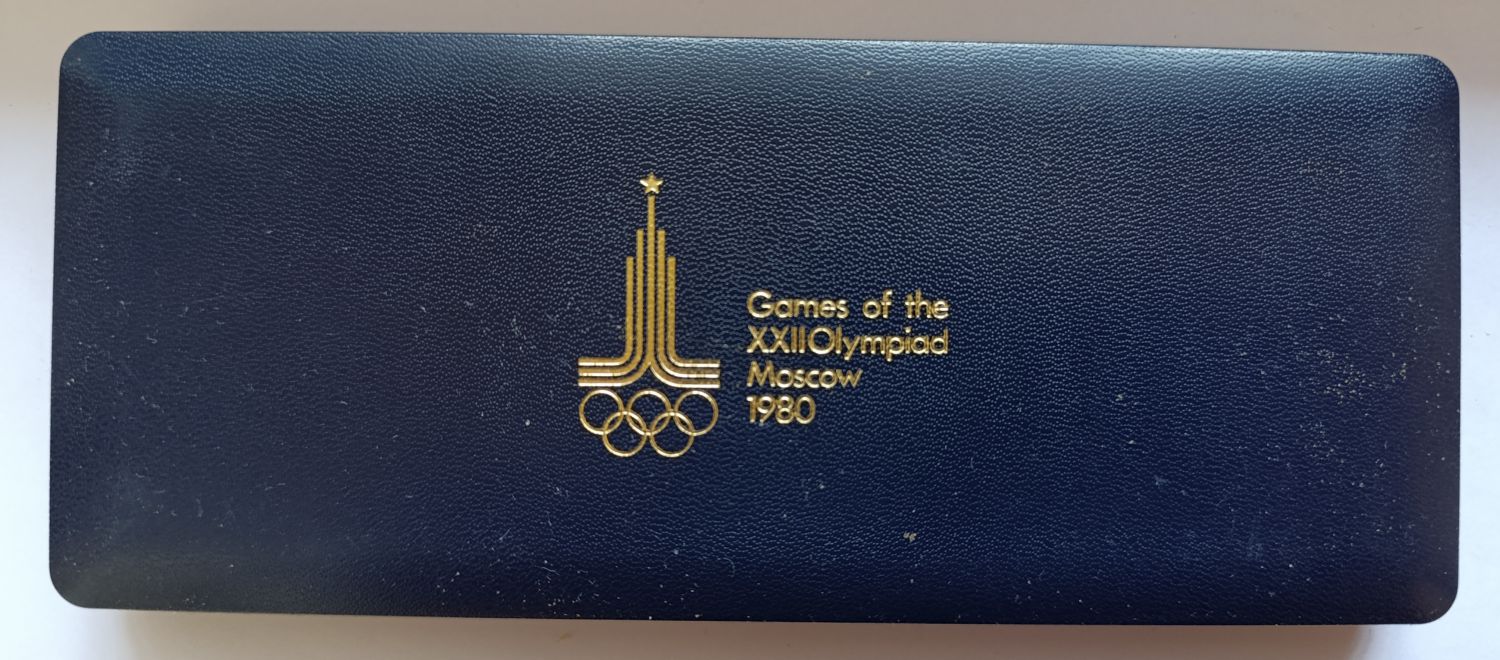 Games of the
XXII Olympiad
Moscow
1980